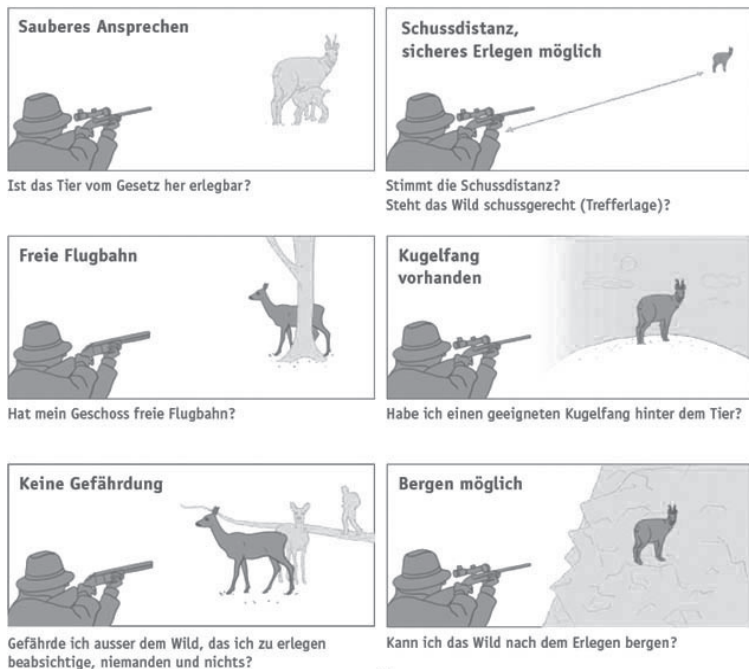 Sauberes Ansprechen
Ist das Tier vom Gesetz her erlegbar?
Schussdistanz,
sicheres Erlegen möglich
Stimmt die Schussdistanz?
Steht das Wild schussgerecht (Trefferlage)?
Freie Flugbahn
Hat mein Geschoss freie Flugbahn?
Kugelfang
vorhanden
Habe ich einen geeigneten Kugelfang hinter dem Tier?
Keine Gefährdung
Gefährde ich ausser dem Wild, das ich zu erlegen
beabsichtige, niemanden und nichts?
Bergen möglich
Kann ich das Wild nach dem Erlegen bergen?